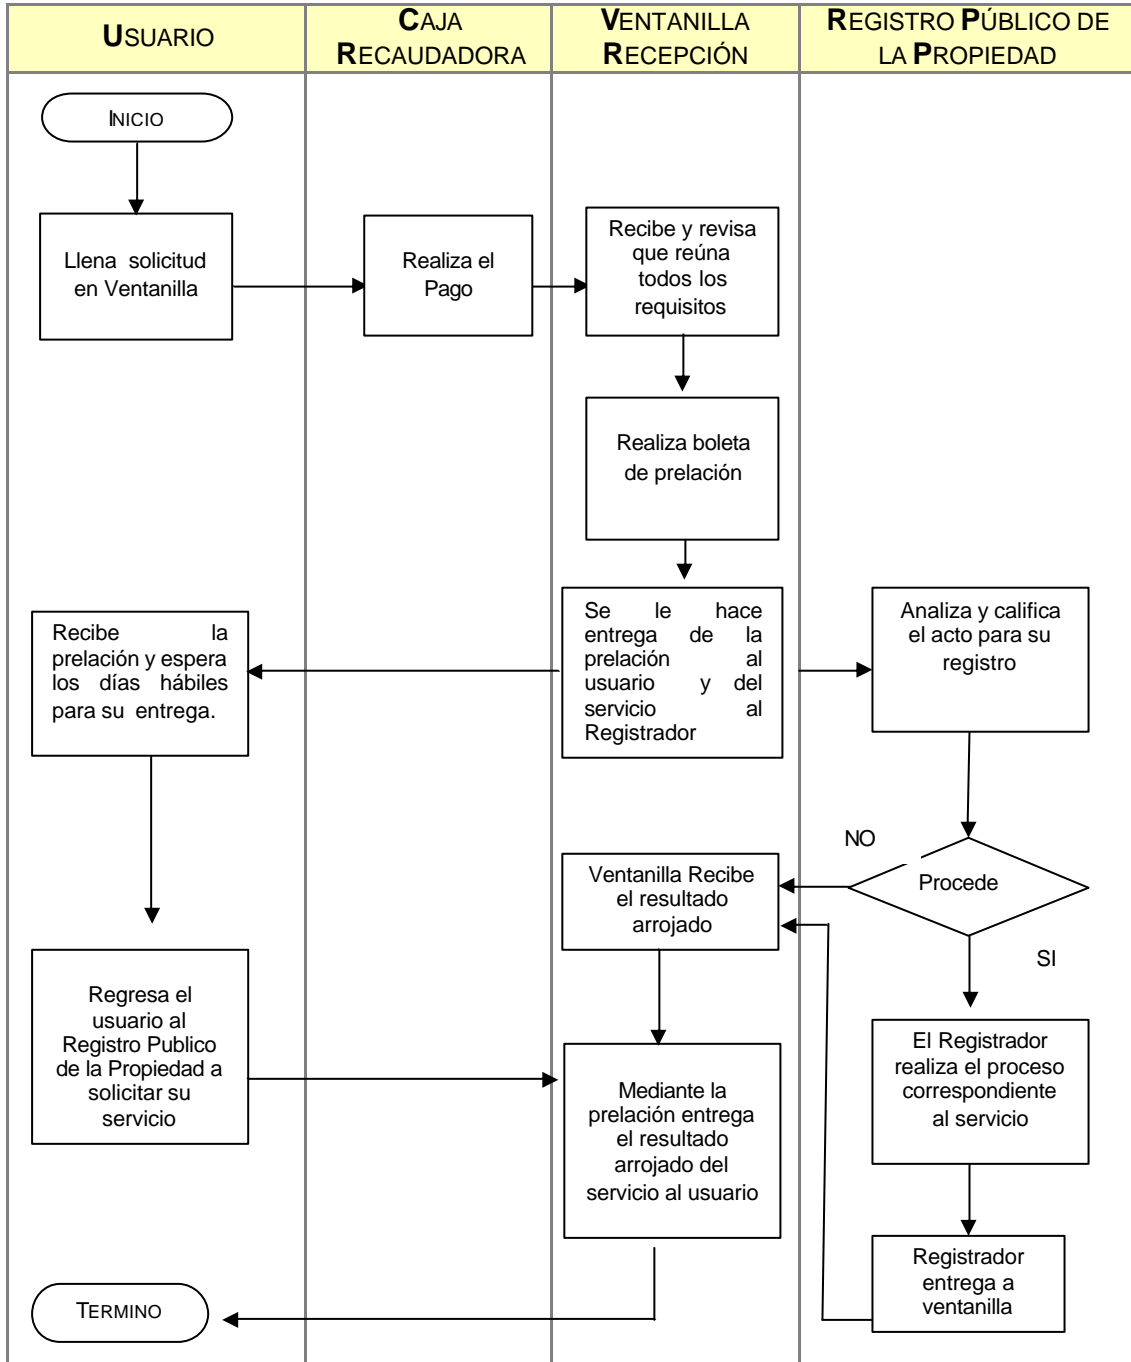 USUARIO
CAJA
RECAUDADORA
VENTANILLA
RECEPCIÓN
REGISTRO PÚBLICO DE
LA PROPIEDAD
INICIO
Llena solicitud
en Ventanilla
Realiza el
Pago
Recibe y revisa
que reúna
todos los
requisitos
Realiza boleta
de prelación
Se le hace
entrega de la
prelación al
usuario y del
servicio al
Registrador
Analiza y califica
el acto para su
registro
Recibe la
prelación y espera
los días hábiles
para su entrega.
NO
Procede
SI
Ventanilla Recibe
el resultado
arrojado
Regresa el
usuario al
Registro Publico
de la Propiedad a
solicitar su
servicio
Mediante la
prelación entrega
el resultado
arrojado del
servicio al usuario
El Registrador
realiza el proceso
correspondiente
al servicio
Registrador
entrega a
ventanilla
TERMINO